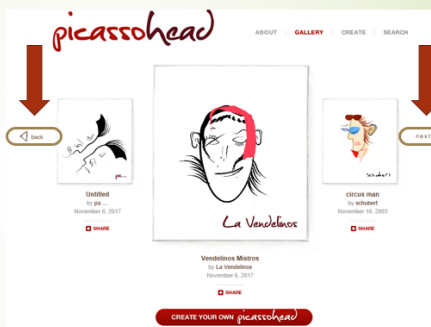 picassohead
ABOUT | GALLERY | CREATE | SEARCH
back
next
pa...
La Vendelinos
schubert
Untitled
by pa...
November 6, 2017
SHARE
Vendelinos Mistros
by La Vendelinos
November 6, 2017
SHARE
circus man
by schubert
November 10, 2003
SHARE
CREATE YOUR OWN picassohead